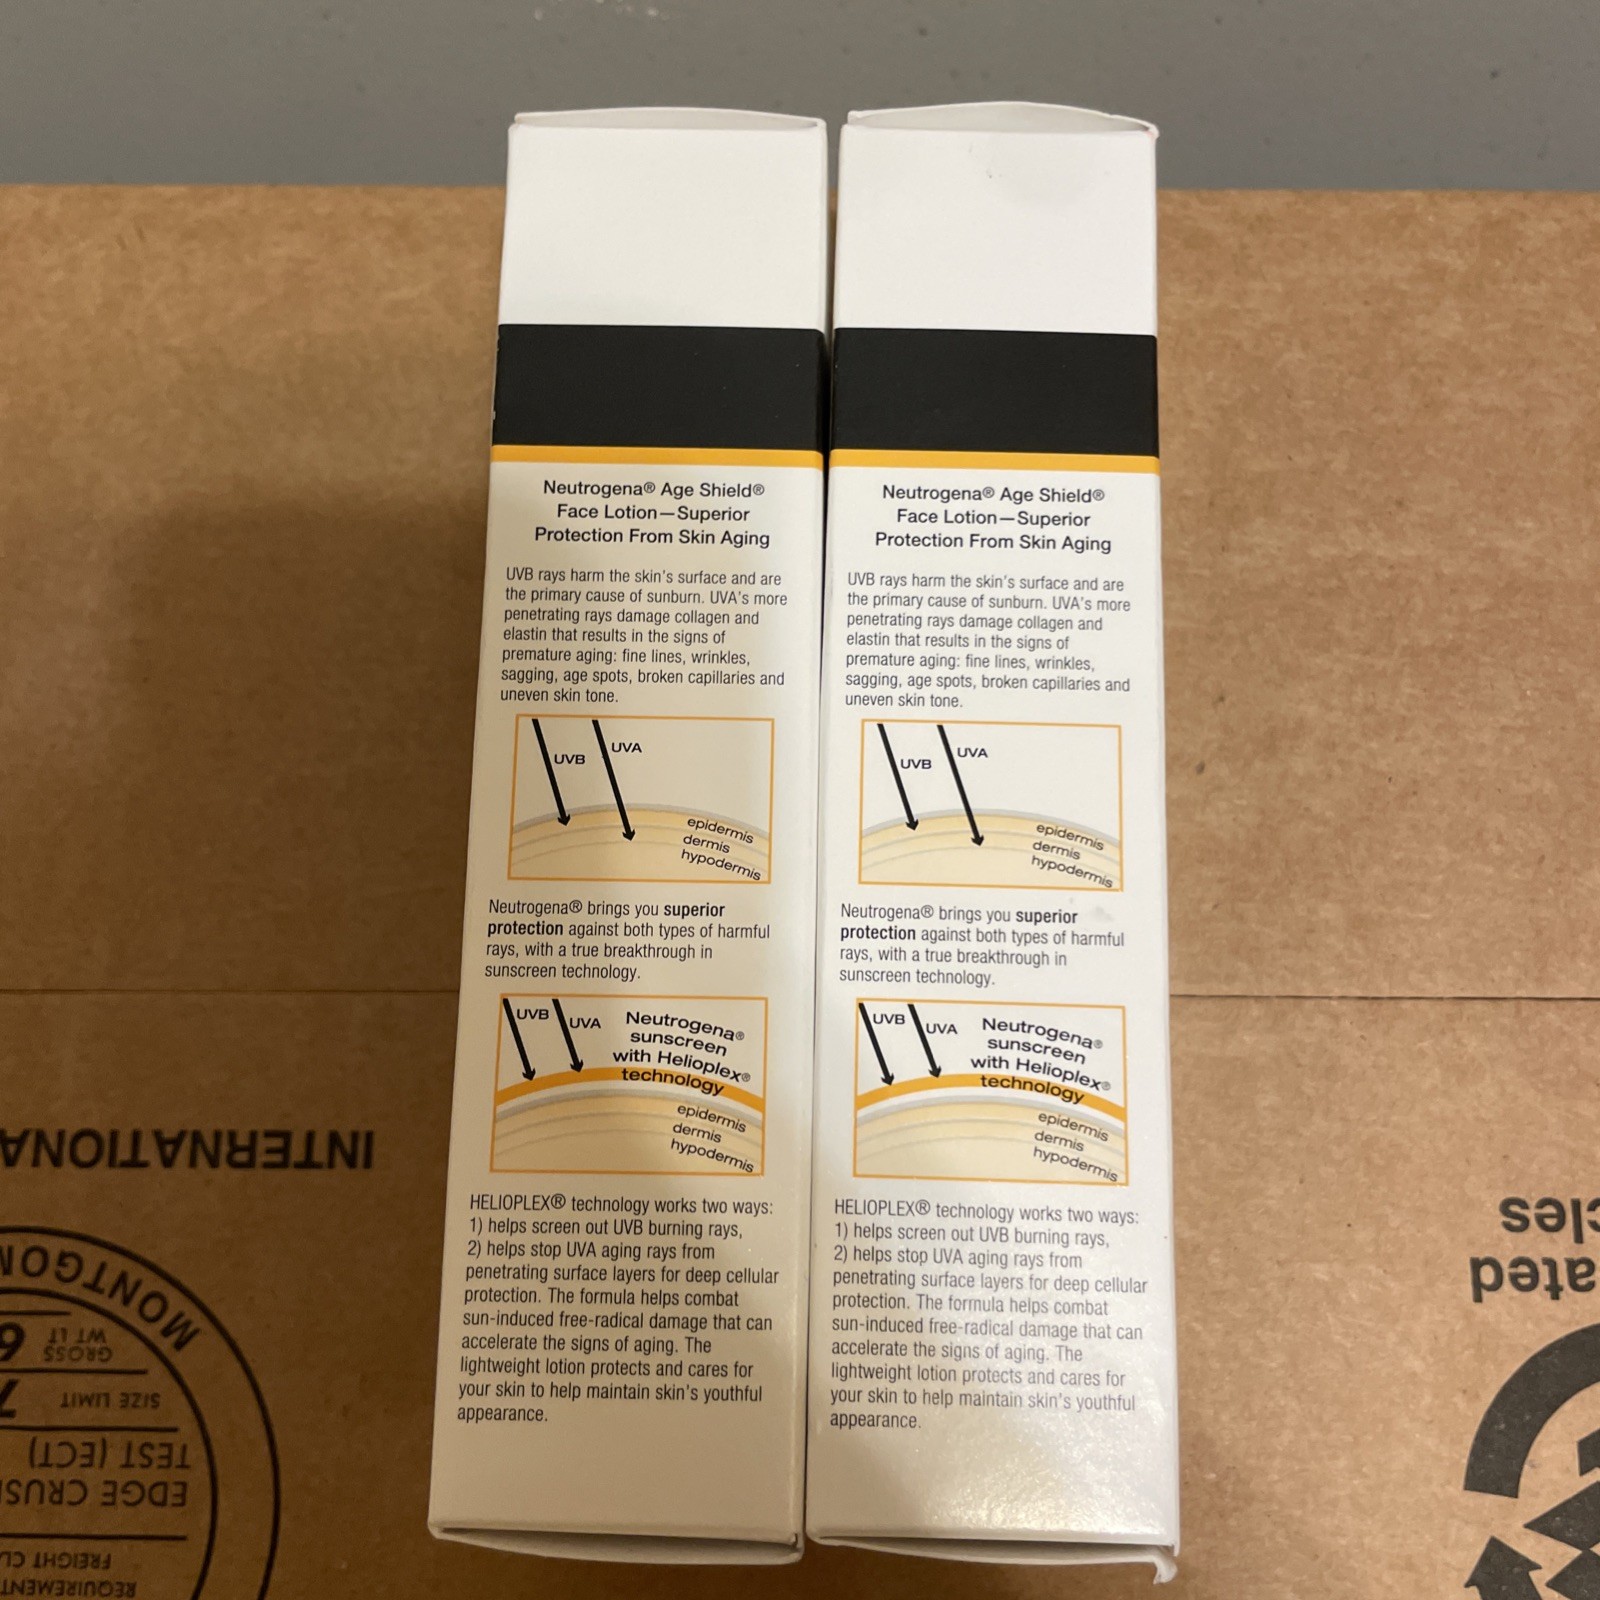 Neutrogena® Age Shield®
Face Lotion—Superior
Protection From Skin Aging
UVB rays harm the skin's surface and are
the primary cause of sunburn. UVA's more
penetrating rays damage collagen and
elastin that results in the signs of
premature aging: fine lines, wrinkles,
sagging, age spots, broken capillaries and
uneven skin tone.
UVB
UVA
epidermis
dermis
hypodermis
Neutrogena® brings you superior
protection against both types of harmful
rays, with a true breakthrough in
sunscreen technology.
UVB
UVA
Neutrogena®
sunscreen
with Helioplex®
technology
epidermis
dermis
hypodermis
HELIOPLEX® technology works two ways:
1) helps screen out UVB burning rays,
2) helps stop UVA aging rays from
penetrating surface layers for deep cellular
protection. The formula helps combat
sun-induced free-radical damage that can
accelerate the signs of aging. The
lightweight lotion protects and cares for
your skin to help maintain skin's youthful
appearance.
Neutrogena® Age Shield®
Face Lotion—Superior
Protection From Skin Aging
UVB rays harm the skin's surface and are
the primary cause of sunburn. UVA's more
penetrating rays damage collagen and
elastin that results in the signs of
premature aging: fine lines, wrinkles,
sagging, age spots, broken capillaries and
uneven skin tone.
UVB
UVA
epidermis
dermis
hypodermis
Neutrogena® brings you superior
protection against both types of harmful
rays, with a true breakthrough in
sunscreen technology.
UVB
UVA
Neutrogena®
sunscreen
with Helioplex®
technology
epidermis
dermis
hypodermis
HELIOPLEX® technology works two ways:
1) helps screen out UVB burning rays,
2) helps stop UVA aging rays from
penetrating surface layers for deep cellular
protection. The formula helps combat
sun-induced free-radical damage that can
accelerate the signs of aging. The
lightweight lotion protects and cares for
your skin to help maintain skin's youthful
appearance.
EDGE CRUS
TEST (ECT)
SIZE LIMIT 7
GROSS
WT LT 6
MONTGOM
INTERNATIONA